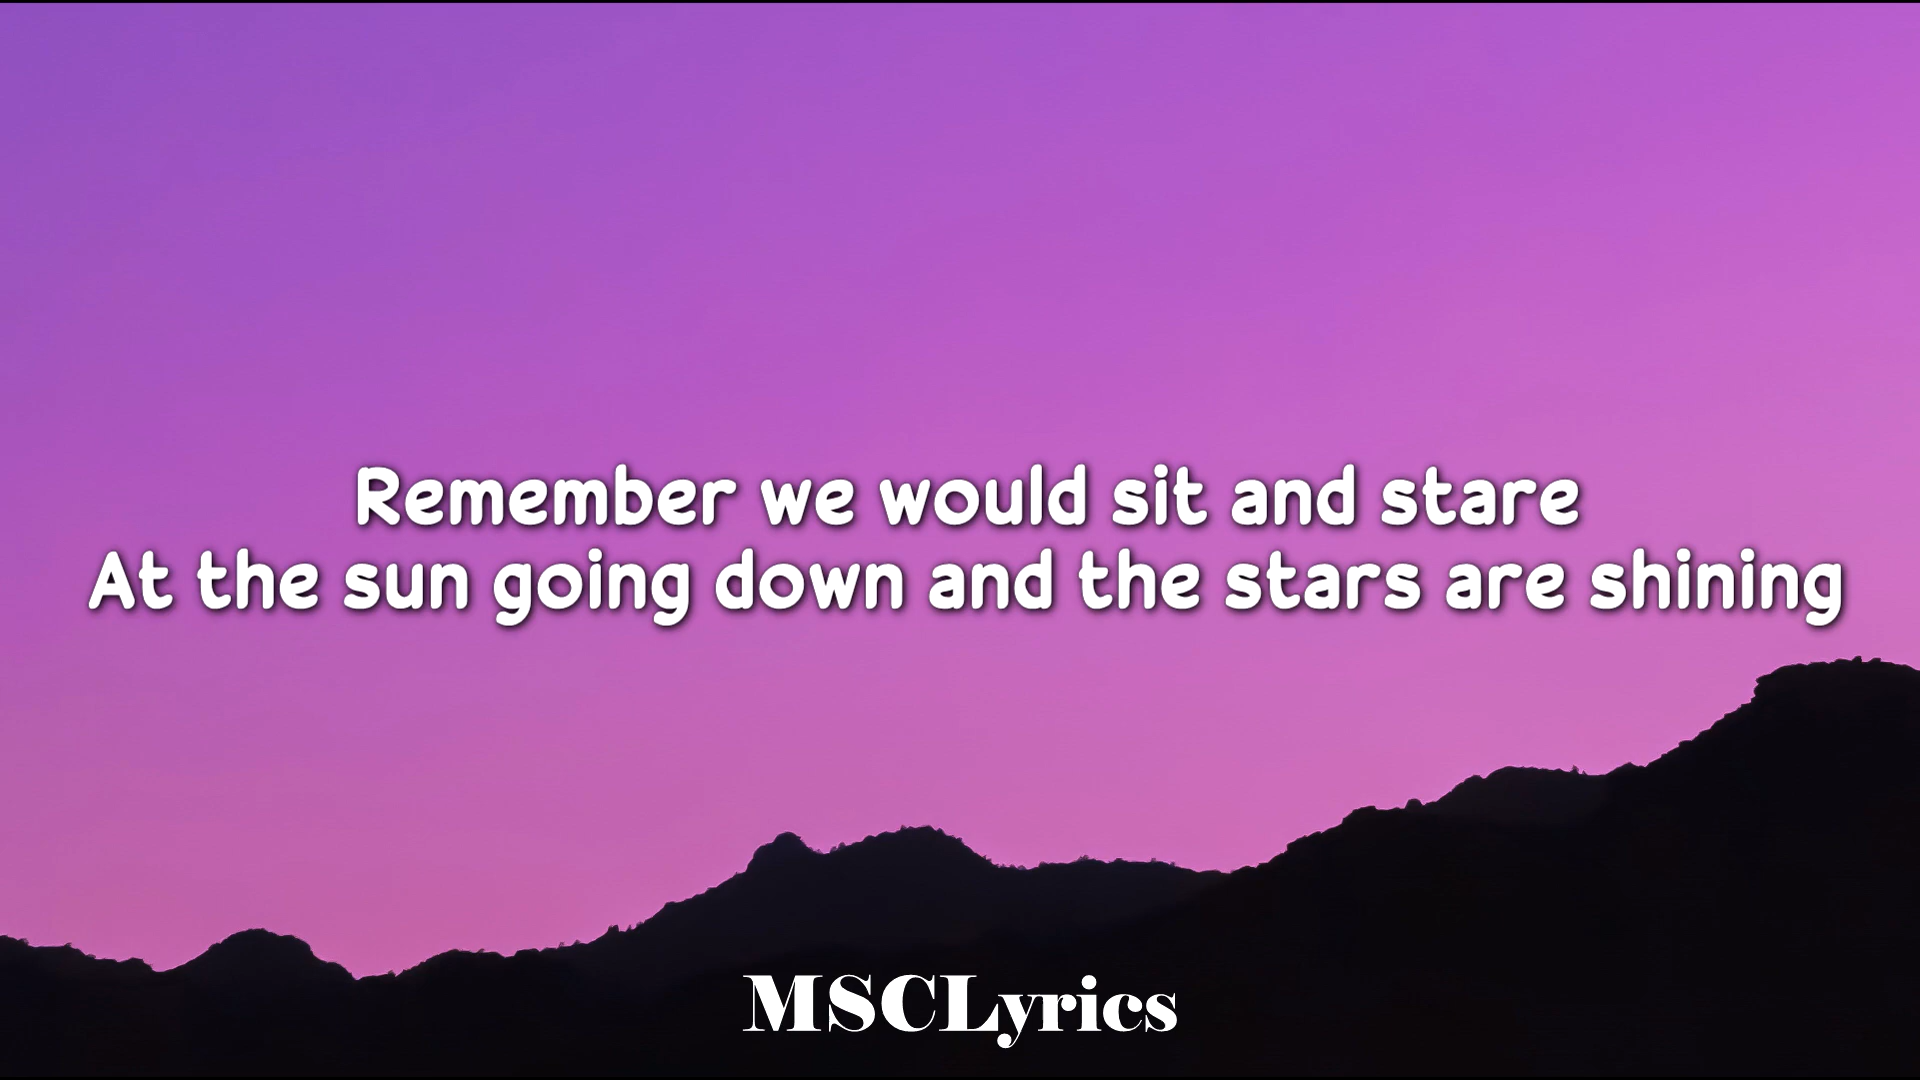 Remember we would sit and stare
At the sun going down and the stars are shining
MSCLyrics